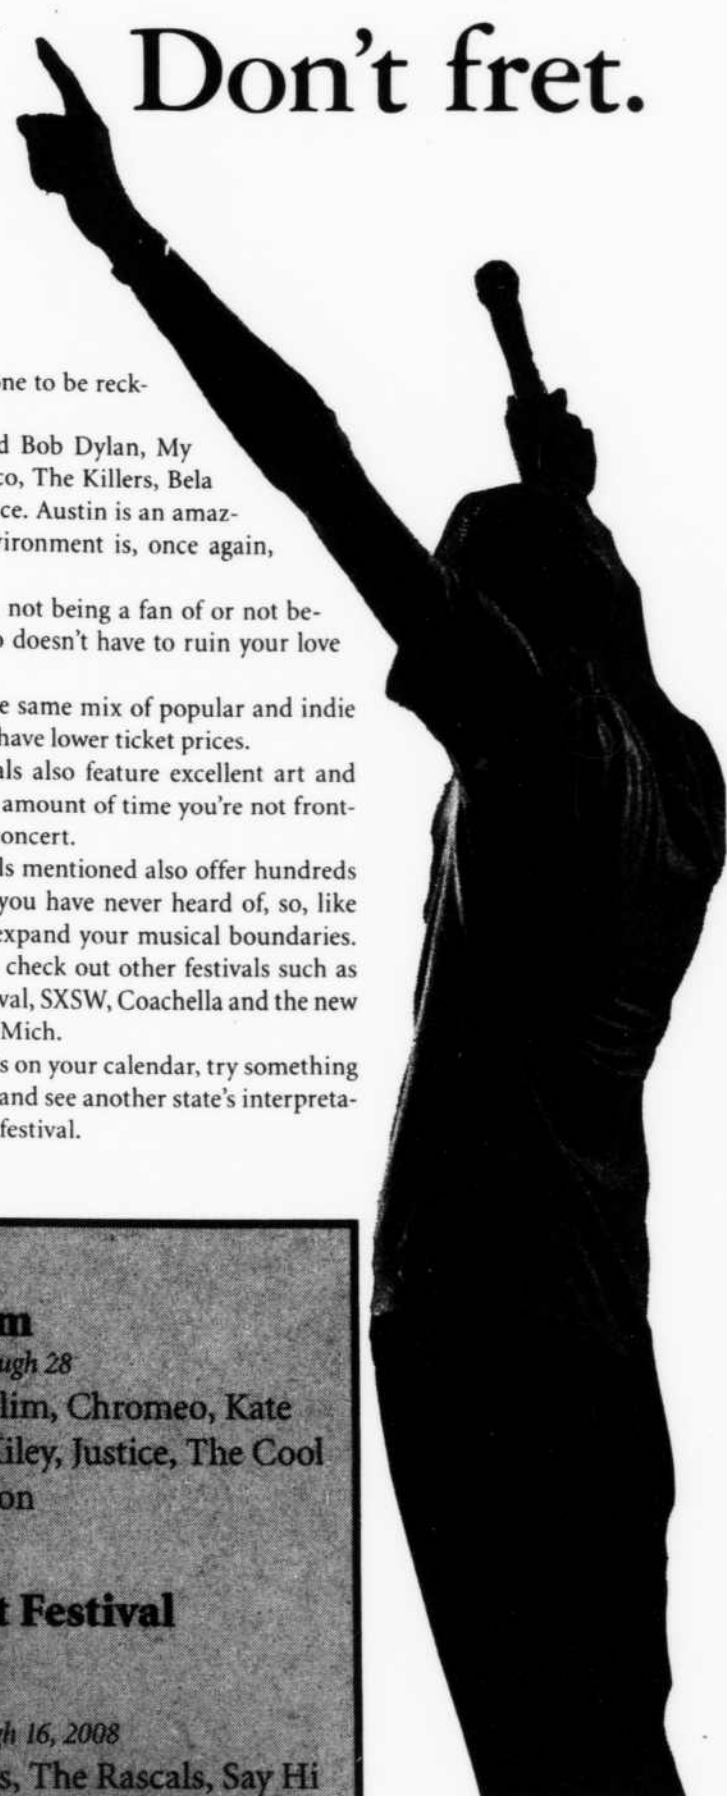 Don't fret.
one to be reck-
d Bob Dylan, My
co, The Killers, Bela
ce. Austin is an amaz-
vironment is, once again,
not being a fan of or not be-
o doesn't have to ruin your love
e same mix of popular and indie
have lower ticket prices.
als also feature excellent art and
amount of time you're not front-
oncert.
ls mentioned also offer hundreds
you have never heard of, so, like
expand your musical boundaries.
check out other festivals such as
val, SXSW, Coachella and the new
Mich.
s on your calendar, try something
and see another state's interpreta-
festival.
m
ugh 28
lim, Chromeo, Kate
iley, Justice, The Cool
on
t Festival
gh 16, 2008
s, The Rascals, Say Hi